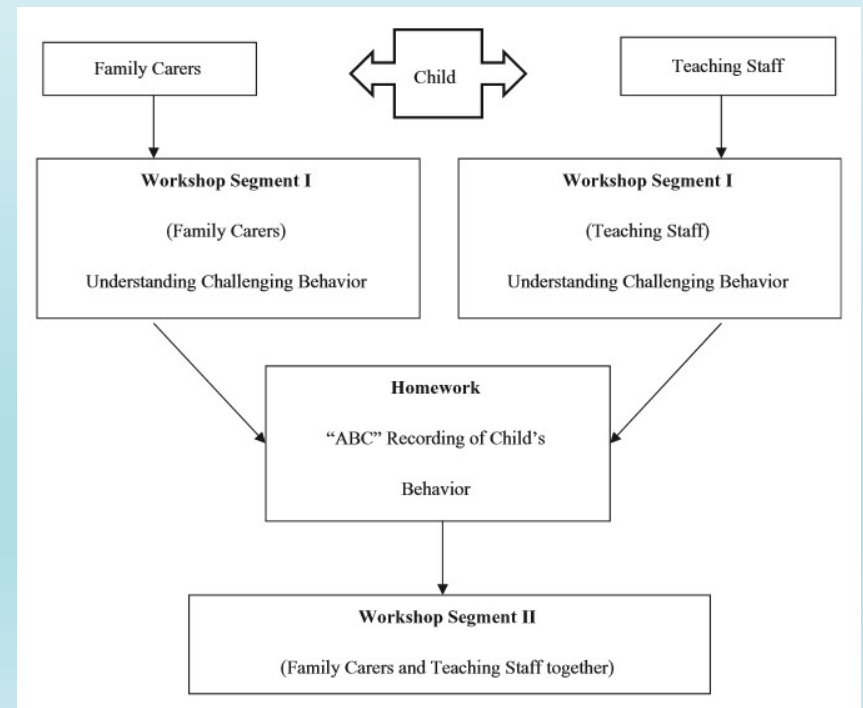 Family Carers
Child
Teaching Staff
Workshop Segment I
(Family Carers)
Understanding Challenging Behavior
Workshop Segment I
(Teaching Staff)
Understanding Challenging Behavior
Homework
“ABC” Recording of Child’s
Behavior
Workshop Segment II
(Family Carers and Teaching Staff together)